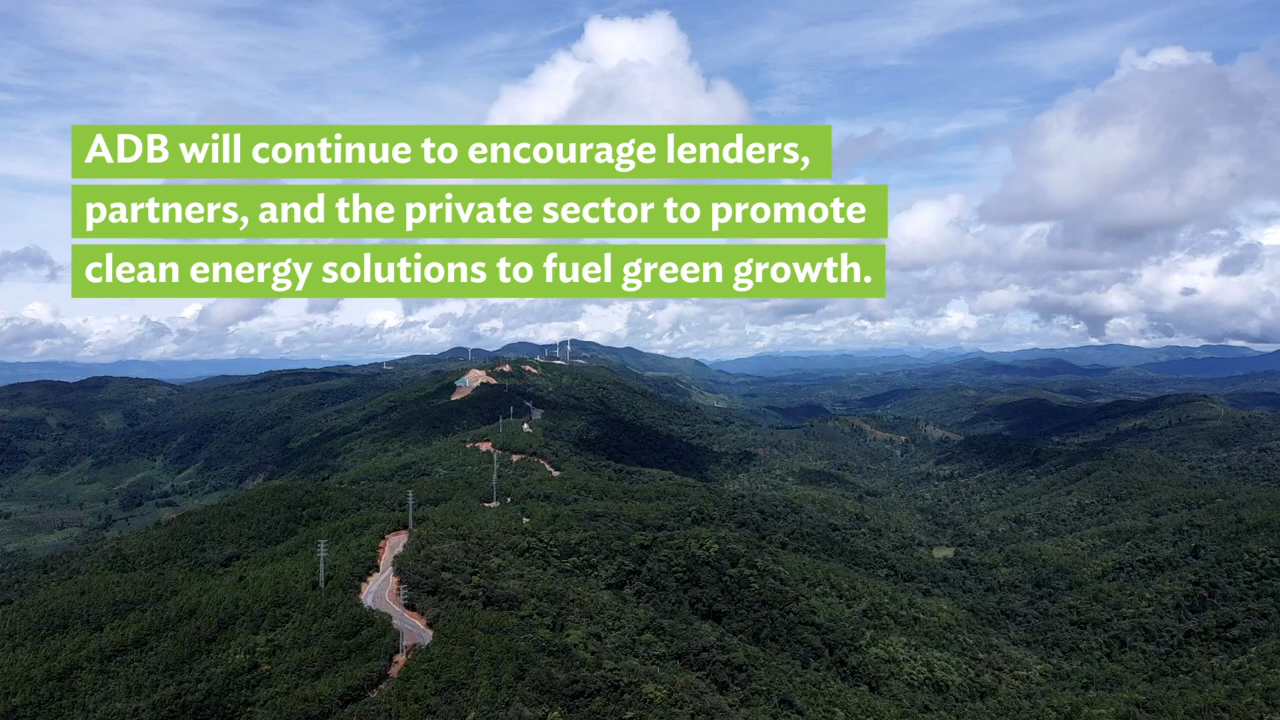 ADB will continue to encourage lenders,
partners, and the private sector to promote
clean energy solutions to fuel green growth.